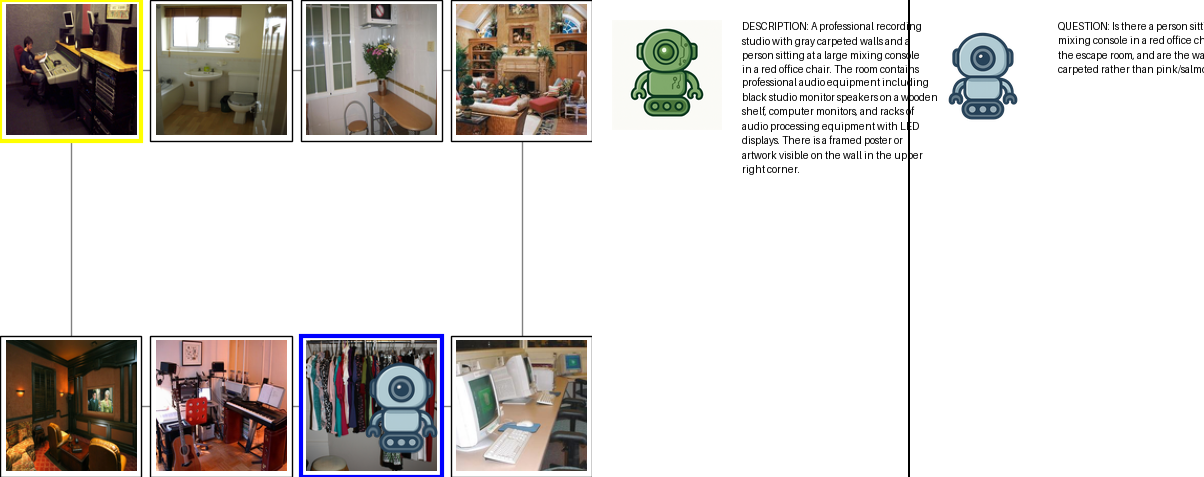 DESCRIPTION: A professional recording
studio with gray carpeted walls and a
person sitting at a large mixing console
in a red office chair. The room contains
professional audio equipment including
black studio monitor speakers on a wooden
shelf, computer monitors, and racks of
audio processing equipment with LED
displays. There is a framed poster or
artwork visible on the wall in the upper
right corner.
QUESTION: Is there a person sitt
mixing console in a red office ch
the escape room, and are the wa
carpeted rather than pink/salmo